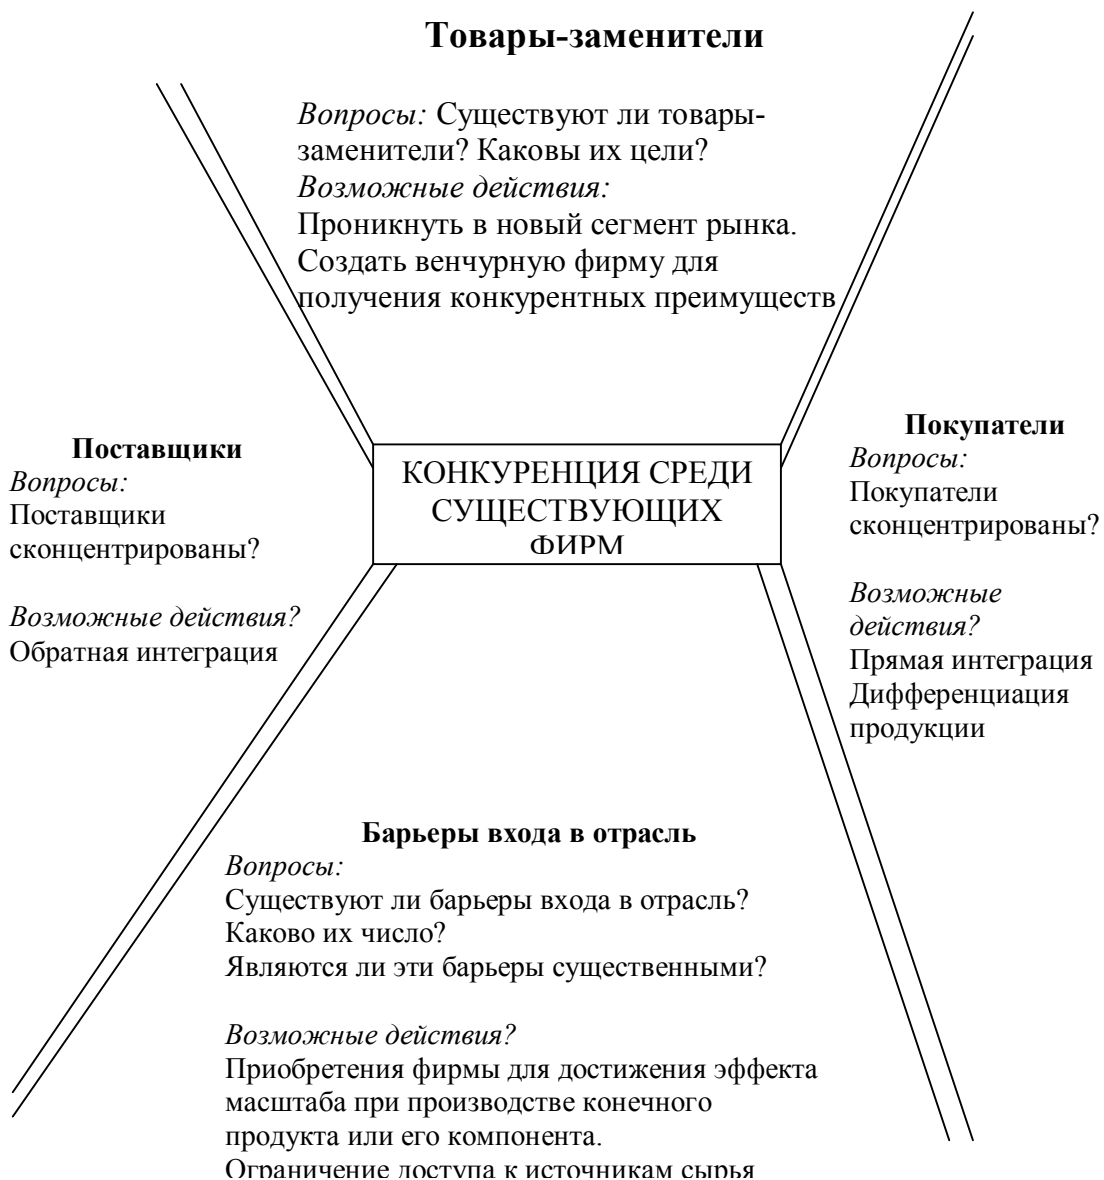 Товары-заменители
Вопросы: Существуют ли товары-
заменители? Каковы их цели?
Возможные действия:
Проникнуть в новый сегмент рынка.
Создать венчурную фирму для
получения конкурентных преимуществ
Поставщики
Вопросы:
Поставщики
сконцентрированы?
Возможные действия?
Обратная интеграция
КОНКУРЕНЦИЯ СРЕДИ
СУЩЕСТВУЮЩИХ
ФИРМ
Покупатели
Вопросы:
Покупатели
сконцентрированы?
Возможные
действия?
Прямая интеграция
Дифференциация
продукции
Барьеры входа в отрасль
Вопросы:
Существуют ли барьеры входа в отрасль?
Каково их число?
Являются ли эти барьеры существенными?
Возможные действия?
Приобретения фирмы для достижения эффекта
масштаба при производстве конечного
продукта или его компонента.
Ограничение доступа к источникам сырья